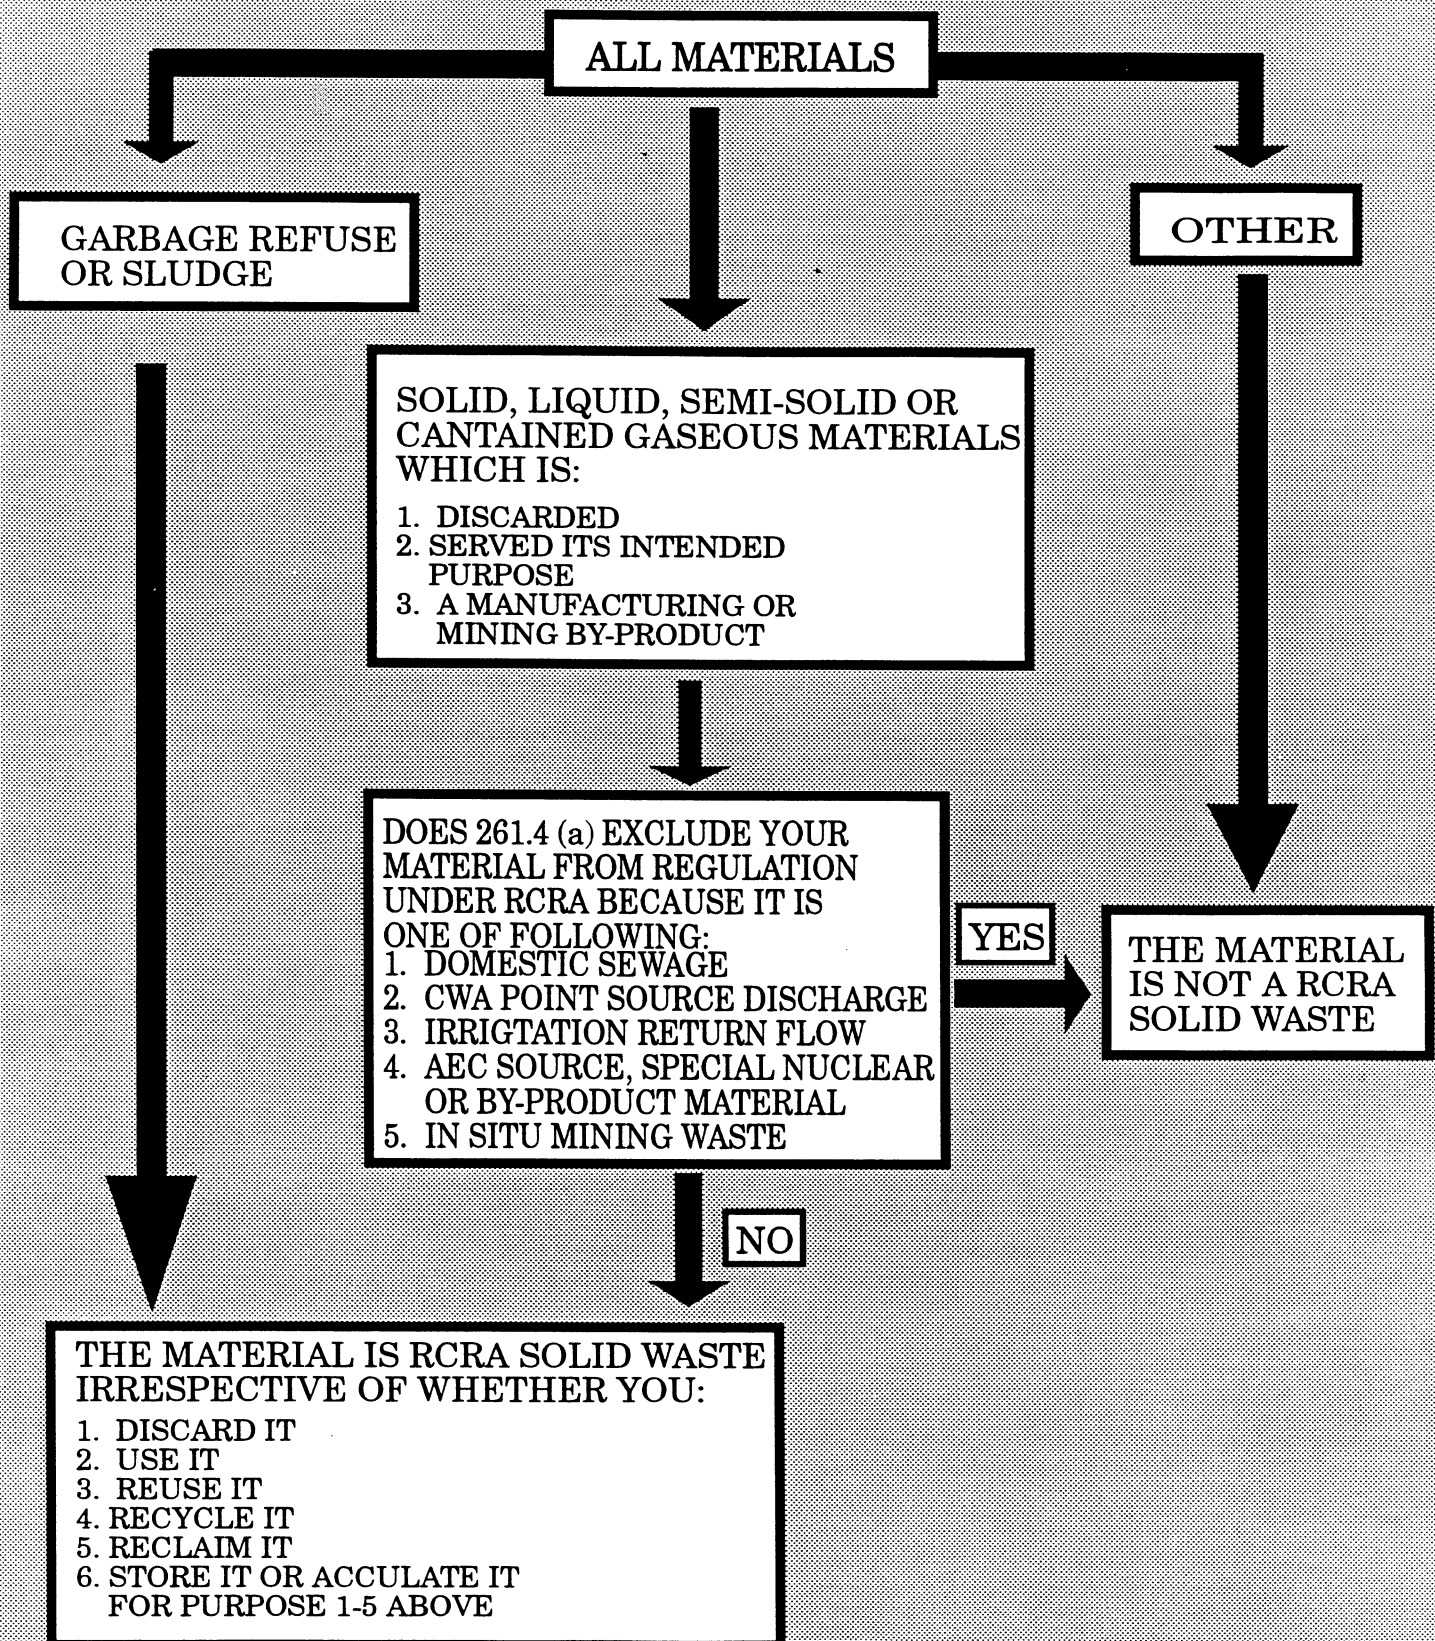 ALL MATERIALS
GARBAGE REFUSE
OR SLUDGE
OTHER
SOLID, LIQUID, SEMI-SOLID OR
CANTAINED GASEOUS MATERIALS
WHICH IS:
1. DISCARDED
2. SERVED ITS INTENDED
PURPOSE
3. A MANUFACTURING OR
MINING BY-PRODUCT
DOES 261.4 (a) EXCLUDE YOUR
MATERIAL FROM REGULATION
UNDER RCRA BECAUSE IT IS
ONE OF FOLLOWING:
1. DOMESTIC SEWAGE
2. CWA POINT SOURCE DISCHARGE
3. IRRIGTATION RETURN FLOW
4. AEC SOURCE, SPECIAL NUCLEAR
OR BY-PRODUCT MATERIAL
5. IN SITU MINING WASTE
YES
THE MATERIAL
IS NOT A RCRA
SOLID WASTE
NO
THE MATERIAL IS RCRA SOLID WASTE
IRRESPECTIVE OF WHETHER YOU:
1. DISCARD IT
2. USE IT
3. REUSE IT
4. RECYCLE IT
5. RECLAIM IT
6. STORE IT OR ACCULATE IT
FOR PURPOSE 1-5 ABOVE